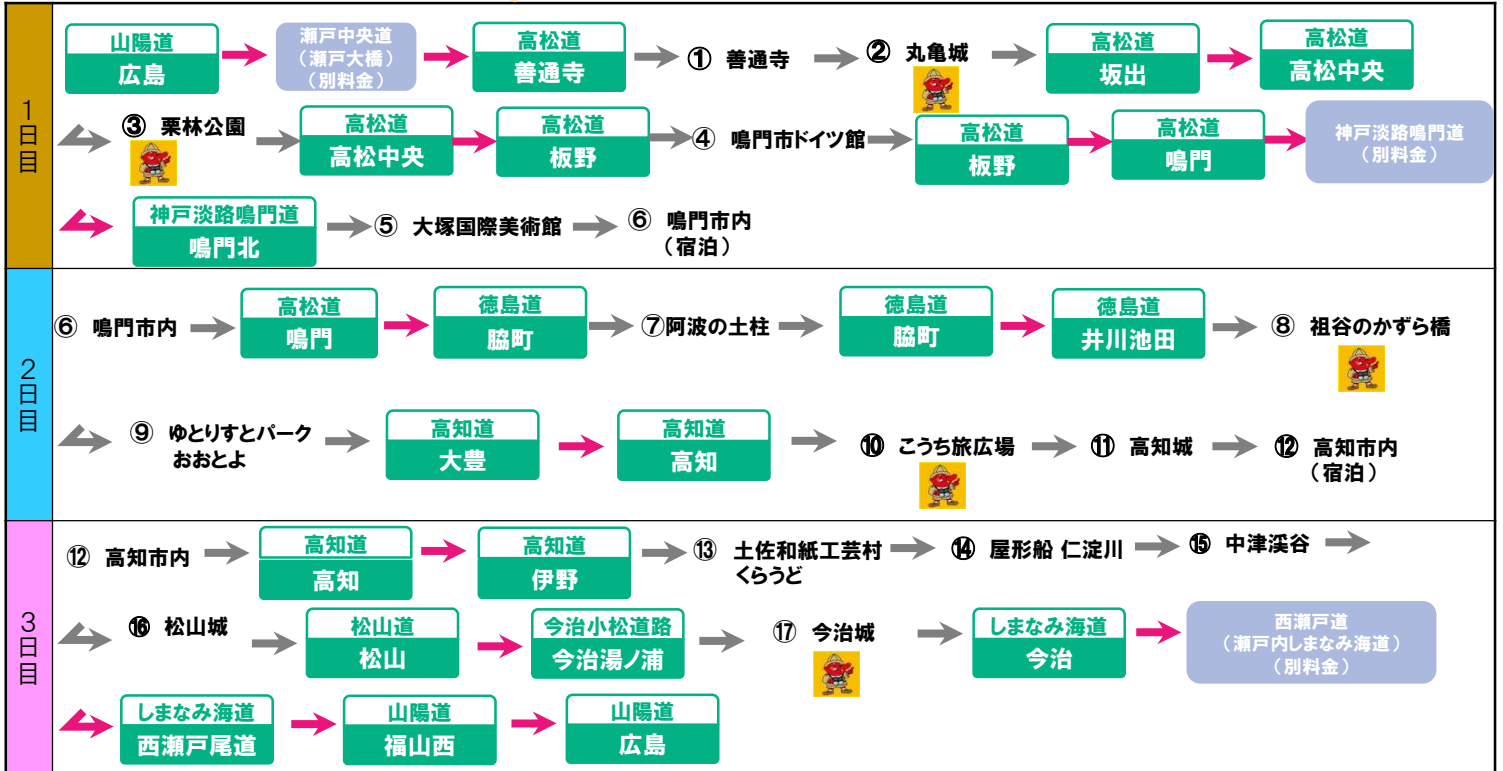 1日目
山陽道
広島
瀬戸中央道
（瀬戸大橋）
（別料金）
高松道
善通寺
① 善通寺
② 丸亀城
高松道
坂出
高松道
高松中央
③ 栗林公園
高松道
高松中央
高松道
板野
④ 鳴門市ドイツ館
高松道
板野
高松道
鳴門
神戸淡路鳴門道
（別料金）
神戸淡路鳴門道
鳴門北
⑤ 大塚国際美術館
⑥ 鳴門市内
（宿泊）
2日目
⑥ 鳴門市内
高松道
鳴門
徳島道
脇町
⑦阿波の土柱
徳島道
脇町
徳島道
井川池田
⑧ 祖谷のかずら橋
⑨ ゆとりすとパーク
おおとよ
高知道
大豊
高知道
高知
⑩ こうち旅広場
⑪ 高知城
⑫ 高知市内
（宿泊）
3日目
⑫ 高知市内
高知道
高知
高知道
伊野
⑬ 土佐和紙工芸村
くらうど
⑭ 屋形船 仁淀川
⑮ 中津渓谷
⑯ 松山城
松山道
松山
今治小松道路
今治湯ノ浦
⑰ 今治城
しまなみ海道
今治
西瀬戸道
（瀬戸内しまなみ海道）
（別料金）
しまなみ海道
西瀬戸尾道
山陽道
福山西
山陽道
広島